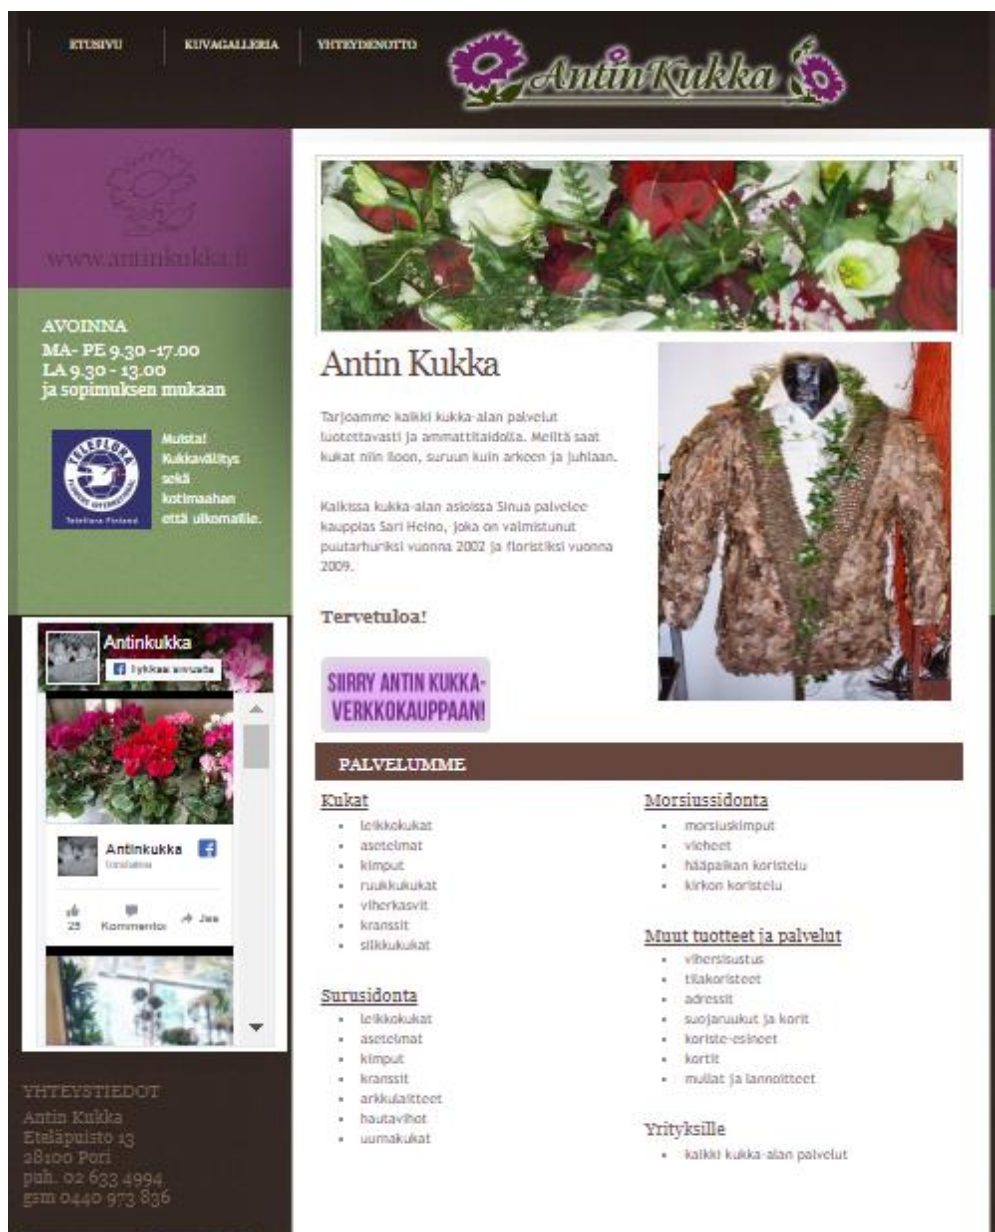 ETUSIVU
KUVAGALLERIA
YHTEYDENOTTO
Antin Kukka
www.antinkukka.fi
AVOINNA
MA- PE 9.30 -17.00
LA 9.30 - 13.00
ja sopimuksen mukaan
TELEFLORA
Teleflora Finland
Muista!
Kukkavälitys
sekä
kotimaahan
että ulkomaille.
Antinkukka
Tykkää sivusta
Antinkukka
torstaina
25
Kommentoi
Jaa
YHTEYSTIEDOT
Antin Kukka
Eteläpuisto 13
28100 Pori
puh. 02 633 4994
gsm 0440 973 836
Antin Kukka
Tarjoamme kaikki kukka-alan palvelut
luotettavasti ja ammattitaidolla. Meiltä saat
kukat niin iloon, suruun kuin arkeen ja juhlaan.
Kaikissa kukka-alan asioissa Sinua palvelee
kauppias Sari Heino, joka on valmistunut
puutarhuriksi vuonna 2002 ja floristiksi vuonna
2009.
Tervetuloa!
SIIRRY ANTIN KUKKA-
VERKKOKAUPPAAN!
PALVELUMME
Kukat
leikkokukat
asetelmat
kimput
ruukkukukat
viherkasvit
kranssit
silkkukukat
Surusidonta
leikkokukat
asetelmat
kimput
kranssit
arkkulaitteet
hautavihot
uurnakukat
Morsiussidonta
morsiuskimput
vieheet
hääpaikan koristelu
kirkon koristelu
Muut tuotteet ja palvelut
vihersisustus
tilakoristeet
adressit
suojaruukut ja korit
koriste-esineet
kortit
mullat ja lannoitteet
Yrityksille
kaikki kukka-alan palvelut